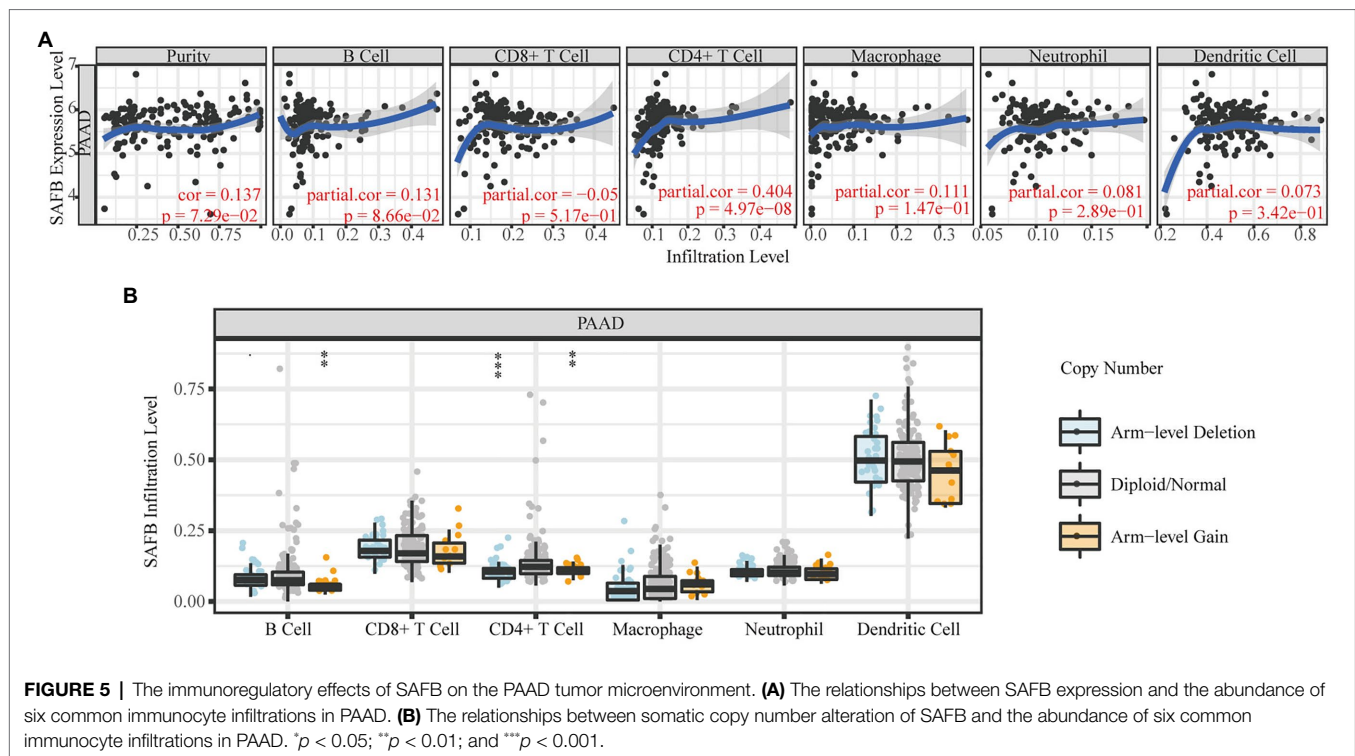 A
Purity B Cell CD8+ T Cell CD4+ T Cell Macrophage Neutrophil Dendritic Cell
SAFB Expression Level
PAAD
7
6
5
4
cor = 0.137
p = 7.29e−02
partial.cor = 0.131
p = 8.66e−02
partial.cor = −0.05
p = 5.17e−01
partial.cor = 0.404
p = 4.97e−08
partial.cor = 0.111
p = 1.47e−01
partial.cor = 0.081
p = 2.89e−01
partial.cor = 0.073
p = 3.42e−01
0.25 0.50 0.75 0.0 0.1 0.2 0.3 0.4 0.1 0.2 0.3 0.4 0.1 0.2 0.3 0.4 0.0 0.1 0.2 0.3 0.05 0.10 0.15 0.2 0.4 0.6 0.8
Infiltration Level
B
PAAD
. ** *** **
SAFB Infiltration Level
0.75
0.50
0.25
0.00
B Cell CD8+ T Cell CD4+ T Cell Macrophage Neutrophil Dendritic Cell
Copy Number
Arm−level Deletion
Diploid/Normal
Arm−level Gain
FIGURE 5 | The immunoregulatory effects of SAFB on the PAAD tumor microenvironment. (A) The relationships between SAFB expression and the abundance of
six common immunocyte infiltrations in PAAD. (B) The relationships between somatic copy number alteration of SAFB and the abundance of six common
immunocyte infiltrations in PAAD. *p < 0.05; **p < 0.01; and ***p < 0.001.